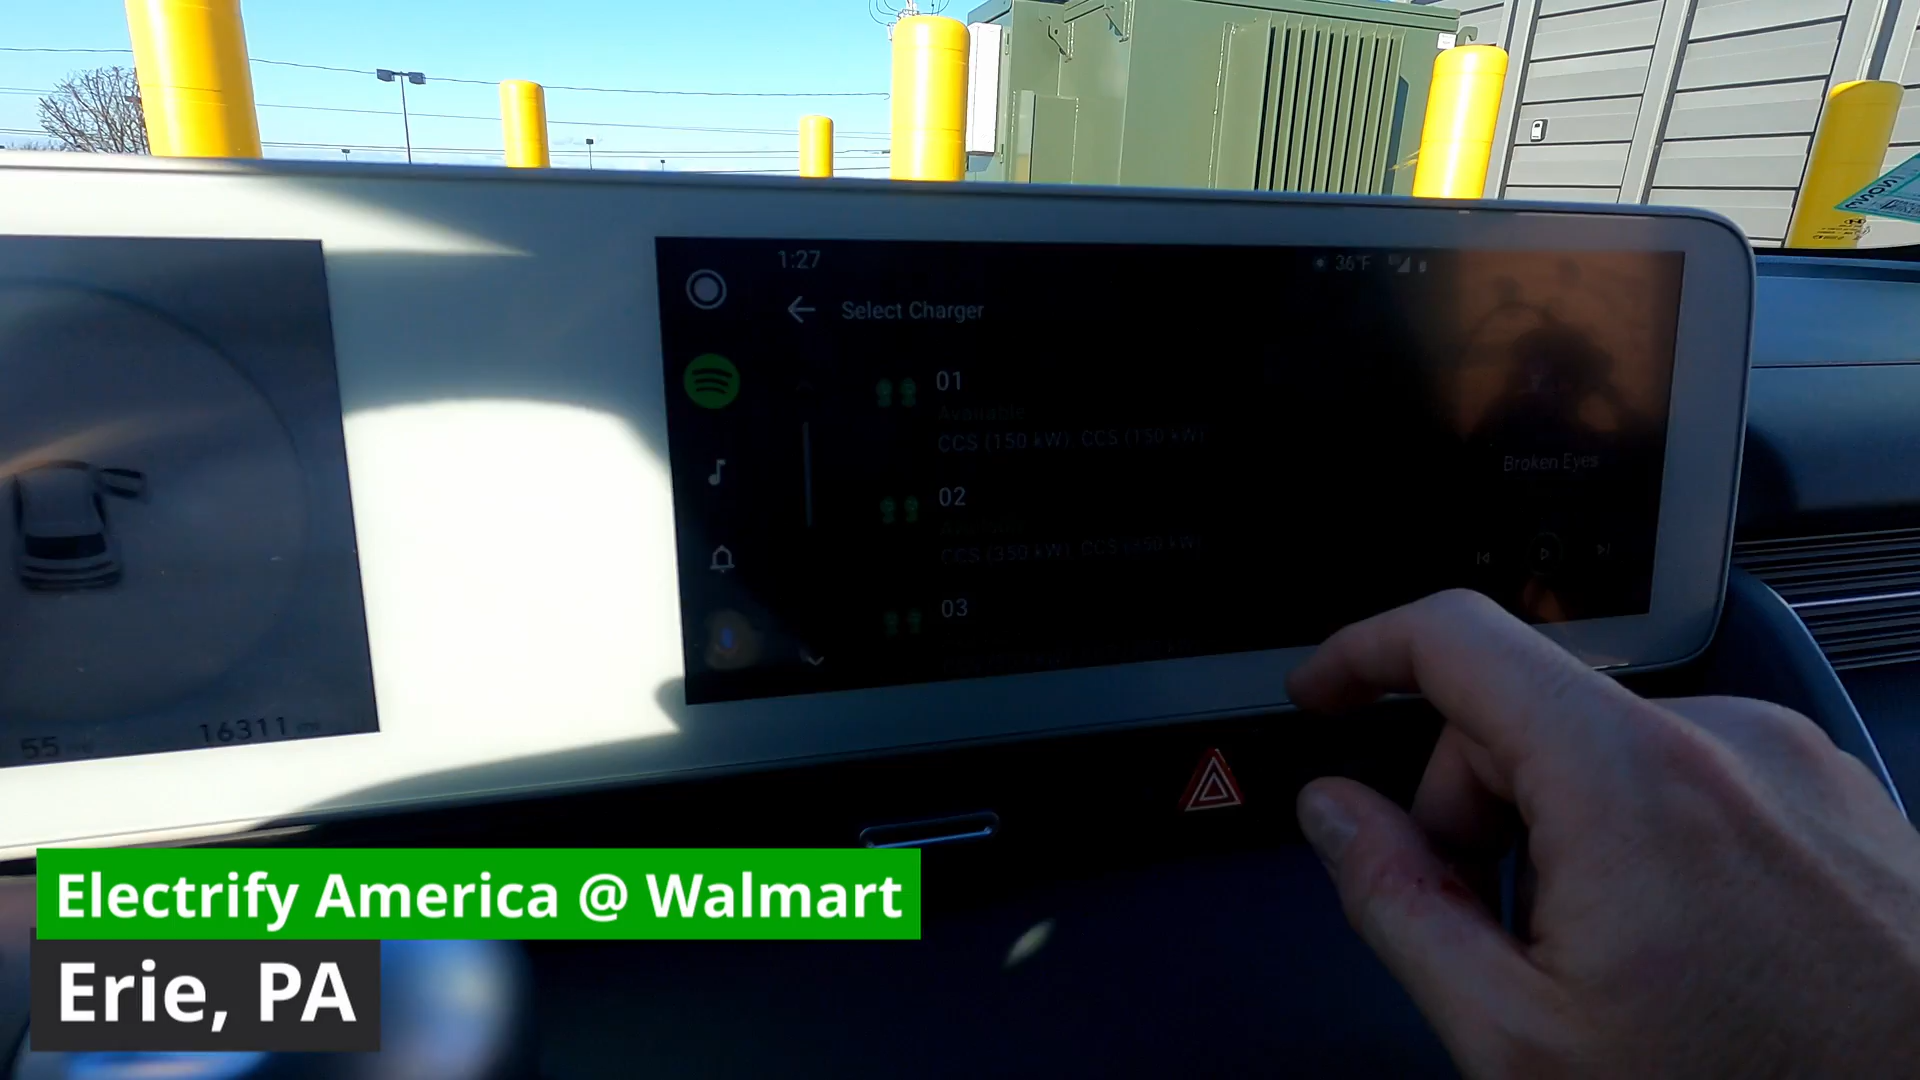 1:27
36°F
Select Charger
01
Available
CCS (150 kW), CCS (150 kW)
02
Available
CCS (350 kW), CCS (350 kW)
03
Broken Eyes
55
16311
Electrify America @ Walmart
Erie, PA